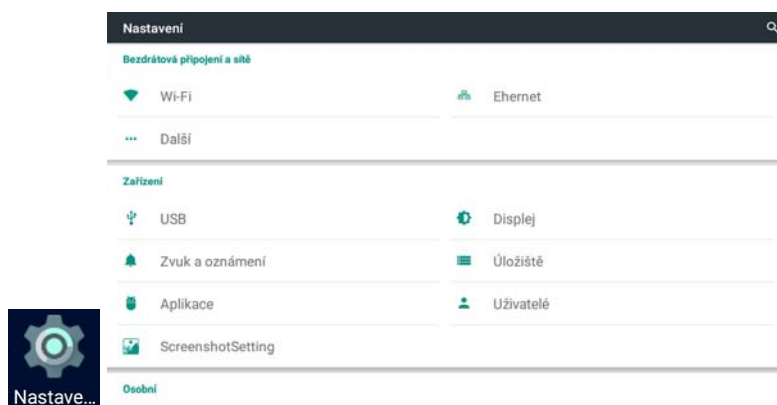 Nastavení
Bezdrátová připojení a sítě
Wi-Fi
Ehernet
Další
Zařízení
USB
Displej
Zvuk a oznámení
Úložiště
Aplikace
Uživatelé
ScreenshotSetting
Osobní
Nastave...